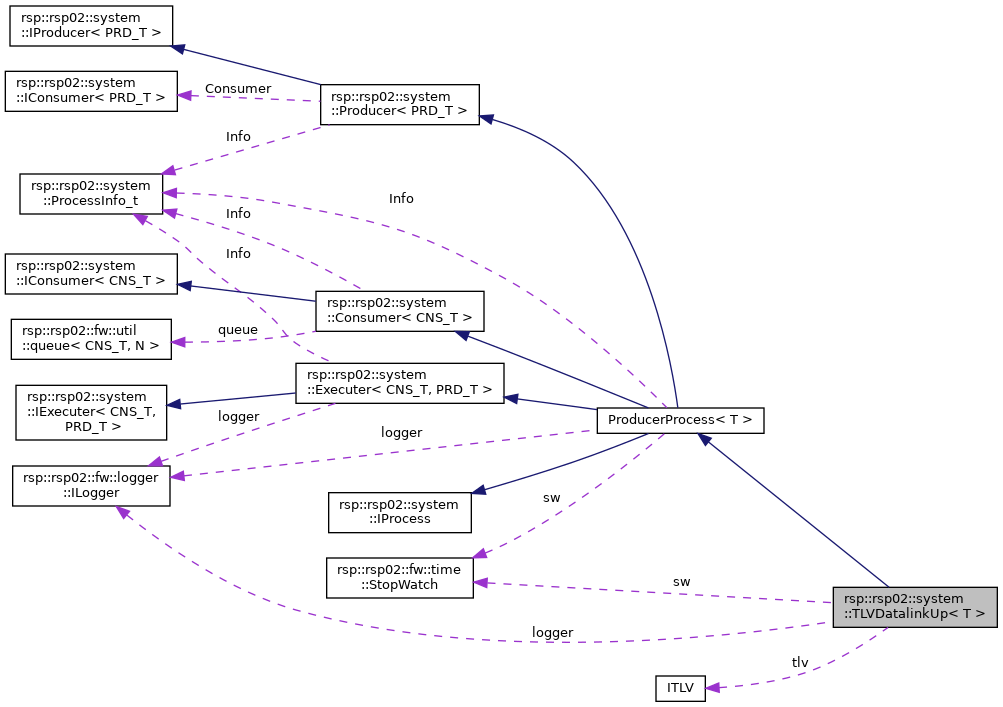 rsp::rsp02::system
::IProducer< PRD_T >
rsp::rsp02::system
::IConsumer< PRD_T >
Consumer
rsp::rsp02::system
::Producer< PRD_T >
Info
rsp::rsp02::system
::ProcessInfo_t
Info
Info
Info
rsp::rsp02::system
::IConsumer< CNS_T >
rsp::rsp02::system
::Consumer< CNS_T >
rsp::rsp02::fw::util
::queue< CNS_T, N >
queue
rsp::rsp02::system
::Executer< CNS_T, PRD_T >
rsp::rsp02::system
::IExecuter< CNS_T,
PRD_T >
logger
logger
ProducerProcess< T >
rsp::rsp02::fw::logger
::ILogger
rsp::rsp02::system
::IProcess
sw
rsp::rsp02::fw::time
::StopWatch
sw
rsp::rsp02::system
::TLVDatalinkUp< T >
logger
tlv
ITLV